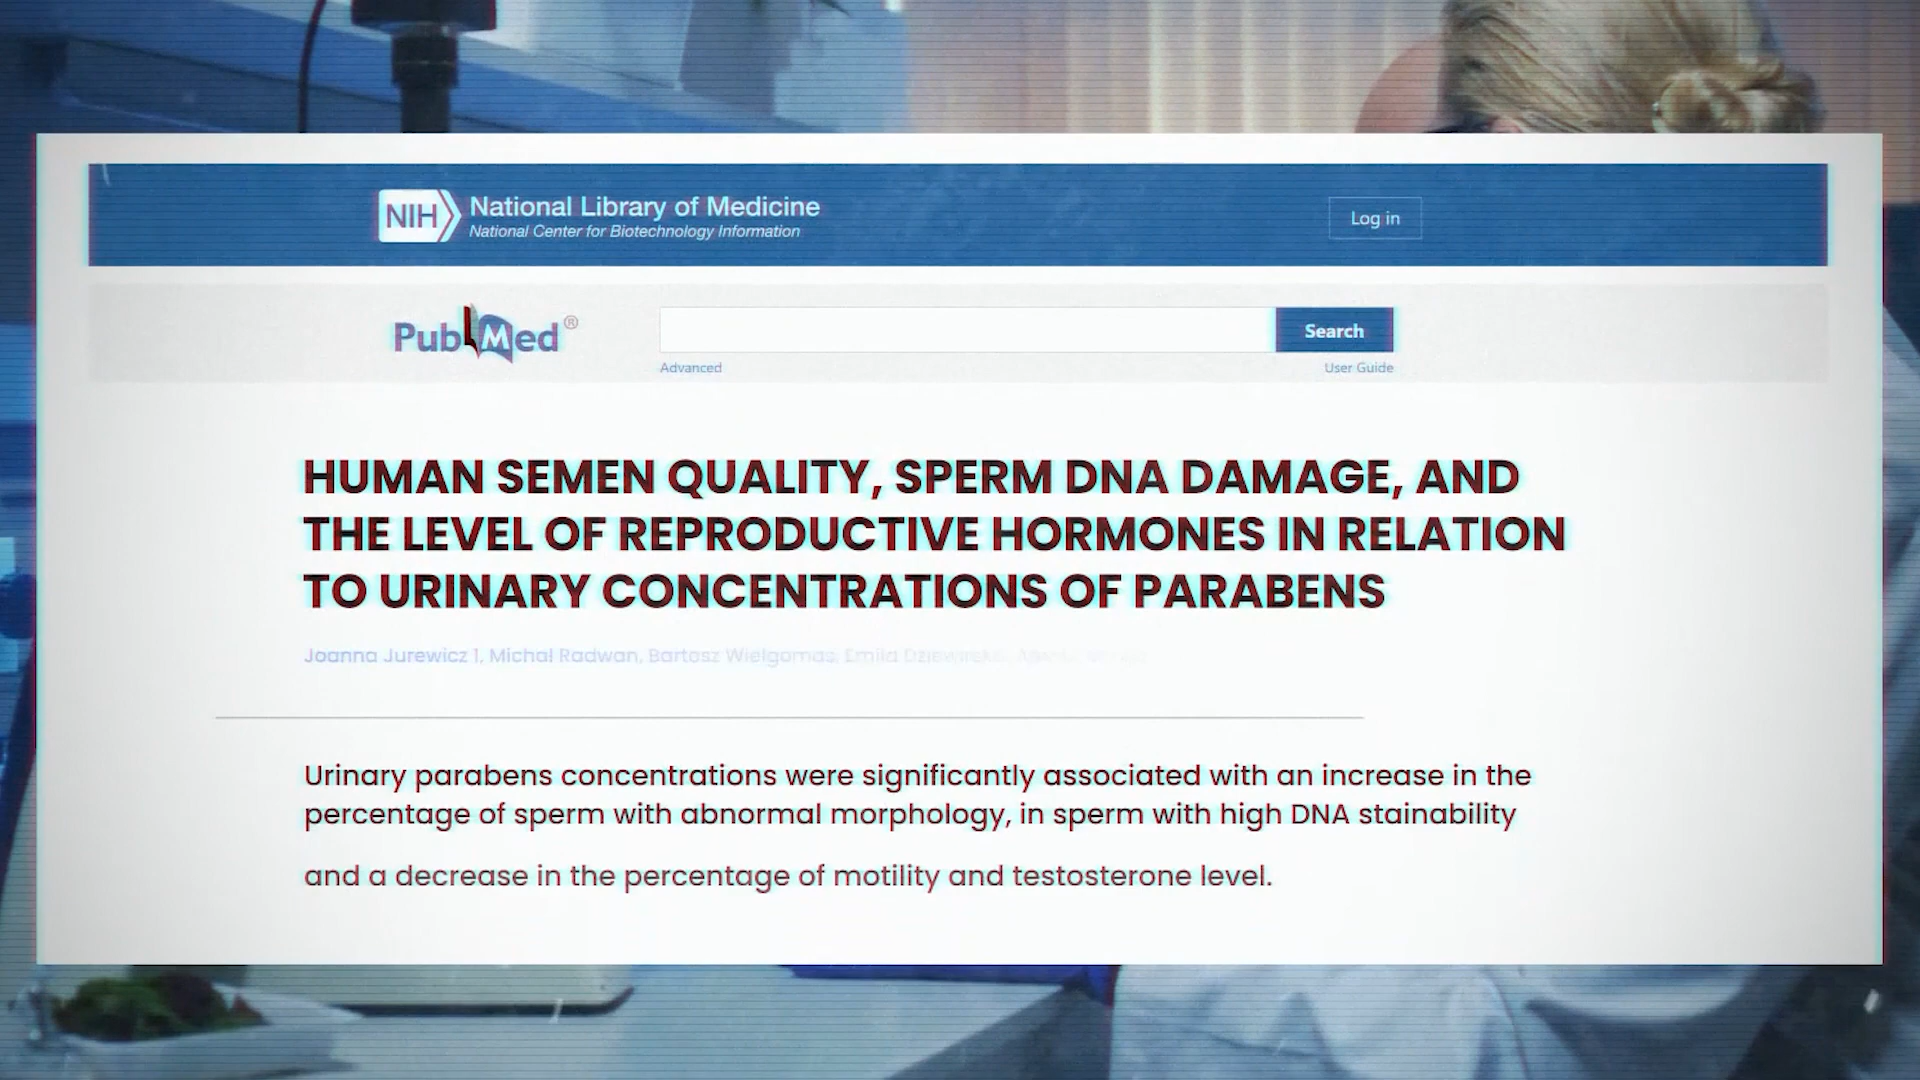 NIH National Library of Medicine
National Center for Biotechnology Information
Log in
PubMed®
Search
Advanced
User Guide
HUMAN SEMEN QUALITY, SPERM DNA DAMAGE, AND
THE LEVEL OF REPRODUCTIVE HORMONES IN RELATION
TO URINARY CONCENTRATIONS OF PARABENS
Joanna Jurewicz 1, Michał Radwan, Bartosz Wielgomas, Emila
Urinary parabens concentrations were significantly associated with an increase in the
percentage of sperm with abnormal morphology, in sperm with high DNA stainability
and a decrease in the percentage of motility and testosterone level.